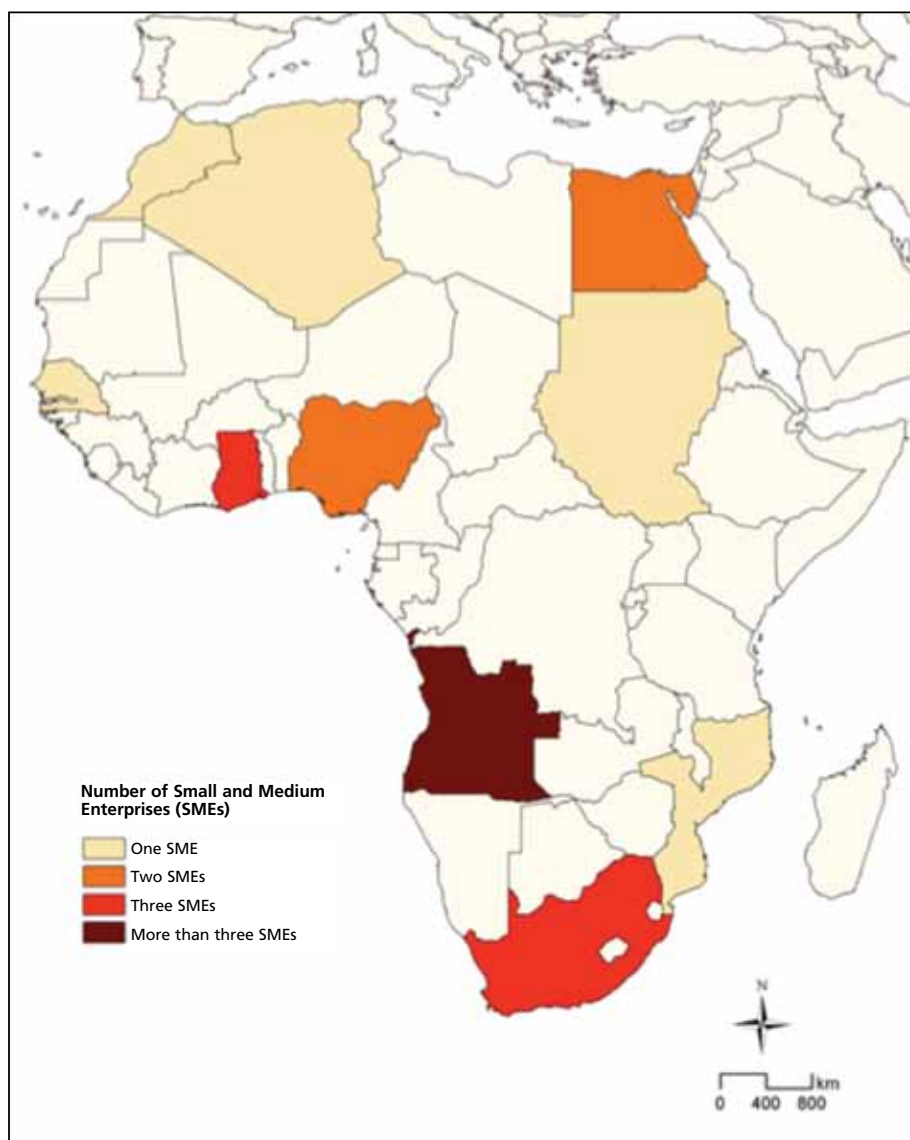 Number of Small and Medium
Enterprises (SMEs)
One SME
Two SMEs
Three SMEs
More than three SMEs
N
km
0 400 800